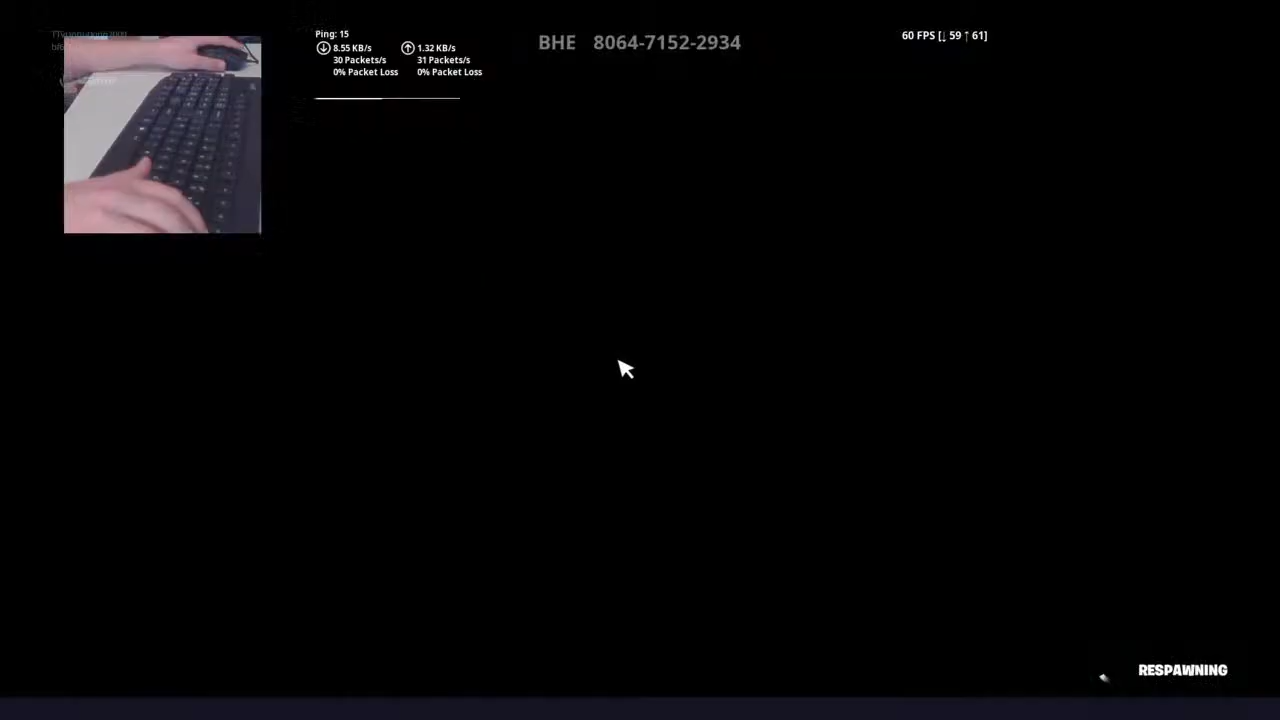 Ping: 15
8.55 KB/s 1.32 KB/s
30 Packets/s 31 Packets/s
0% Packet Loss 0% Packet Loss
BHE 8064-7152-2934
60 FPS [↓ 59 ↑ 61]
RESPAWNING